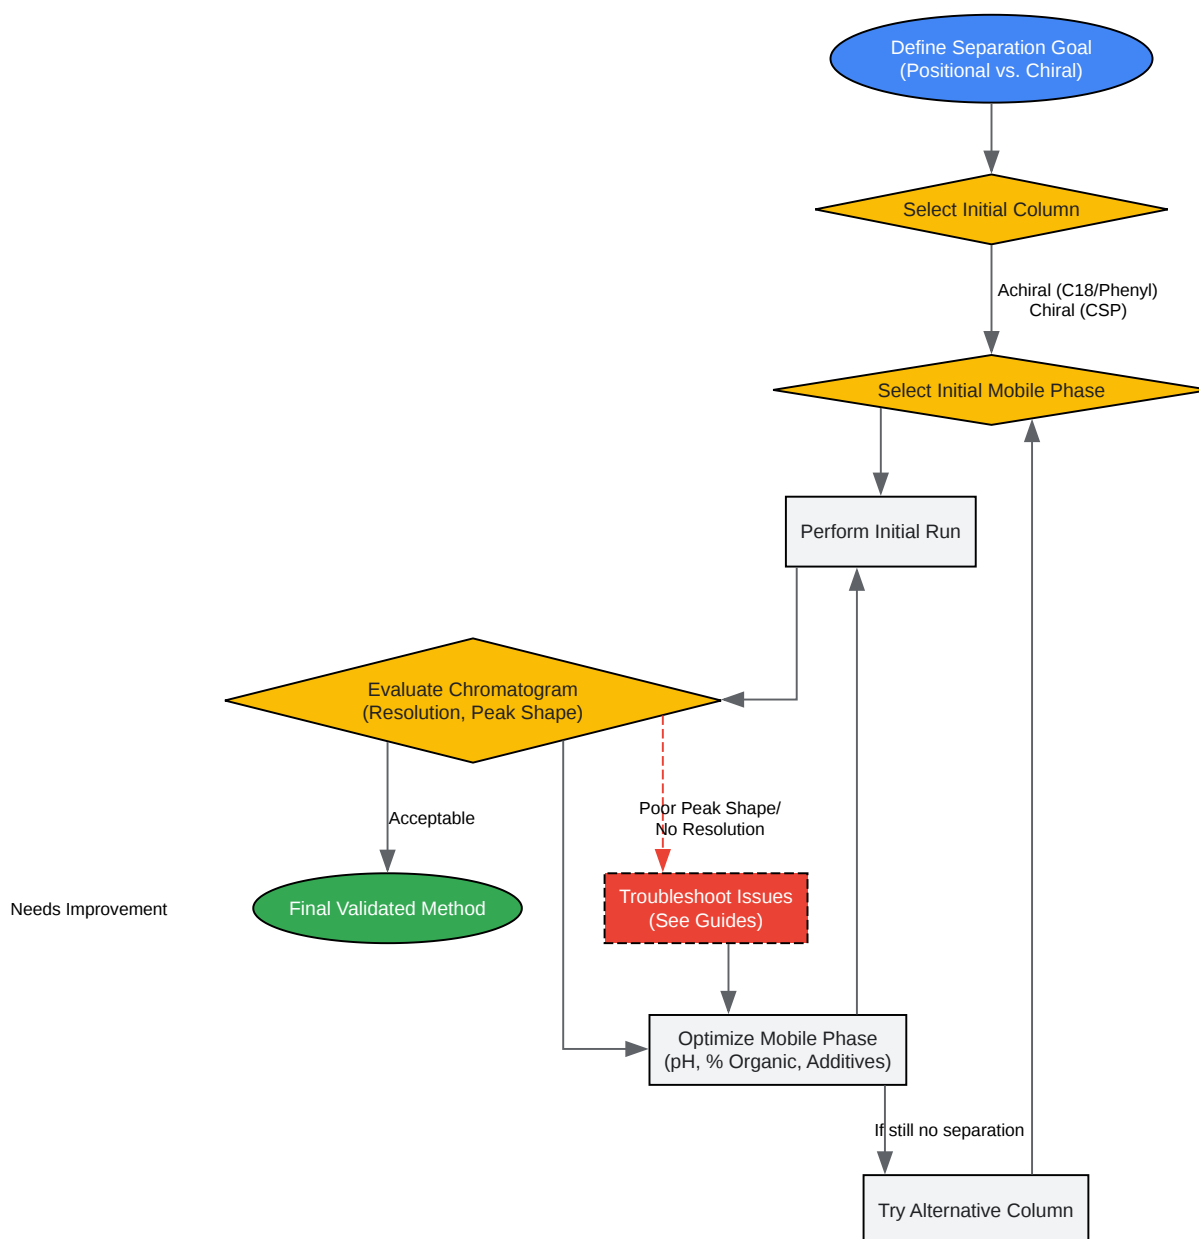 Define Separation Goal
(Positional vs. Chiral)
Select Initial Column
Achiral (C18/Phenyl)
Chiral (CSP)
Select Initial Mobile Phase
Perform Initial Run
Evaluate Chromatogram
(Resolution, Peak Shape)
Acceptable
Poor Peak Shape/
No Resolution
Needs Improvement
Final Validated Method
Troubleshoot Issues
(See Guides)
Optimize Mobile Phase
(pH, % Organic, Additives)
If still no separation
Try Alternative Column